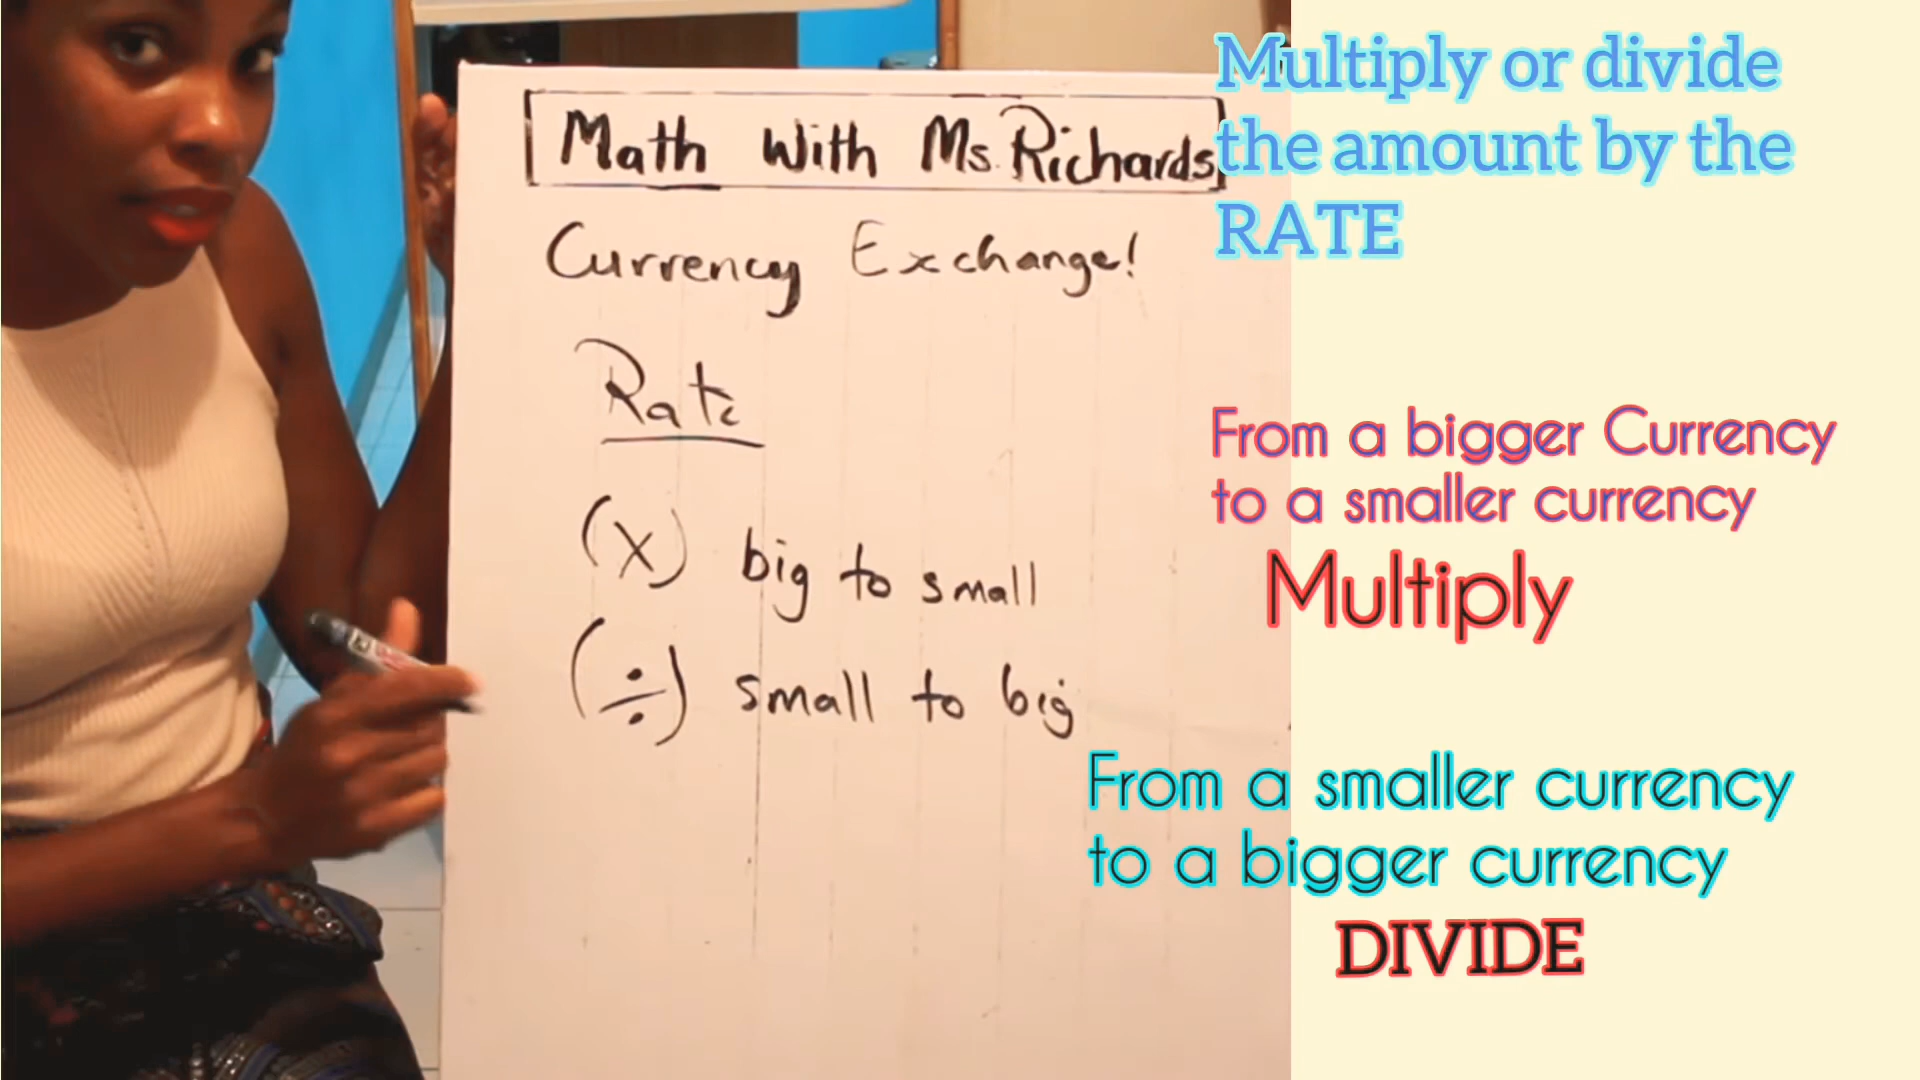 Math With Ms. Richards
Currency Exchange!
Rate
(X) big to small
(÷) small to big
Multiply or divide
the amount by the
RATE
From a bigger Currency
to a smaller currency
Multiply
From a smaller currency
to a bigger currency
DIVIDE